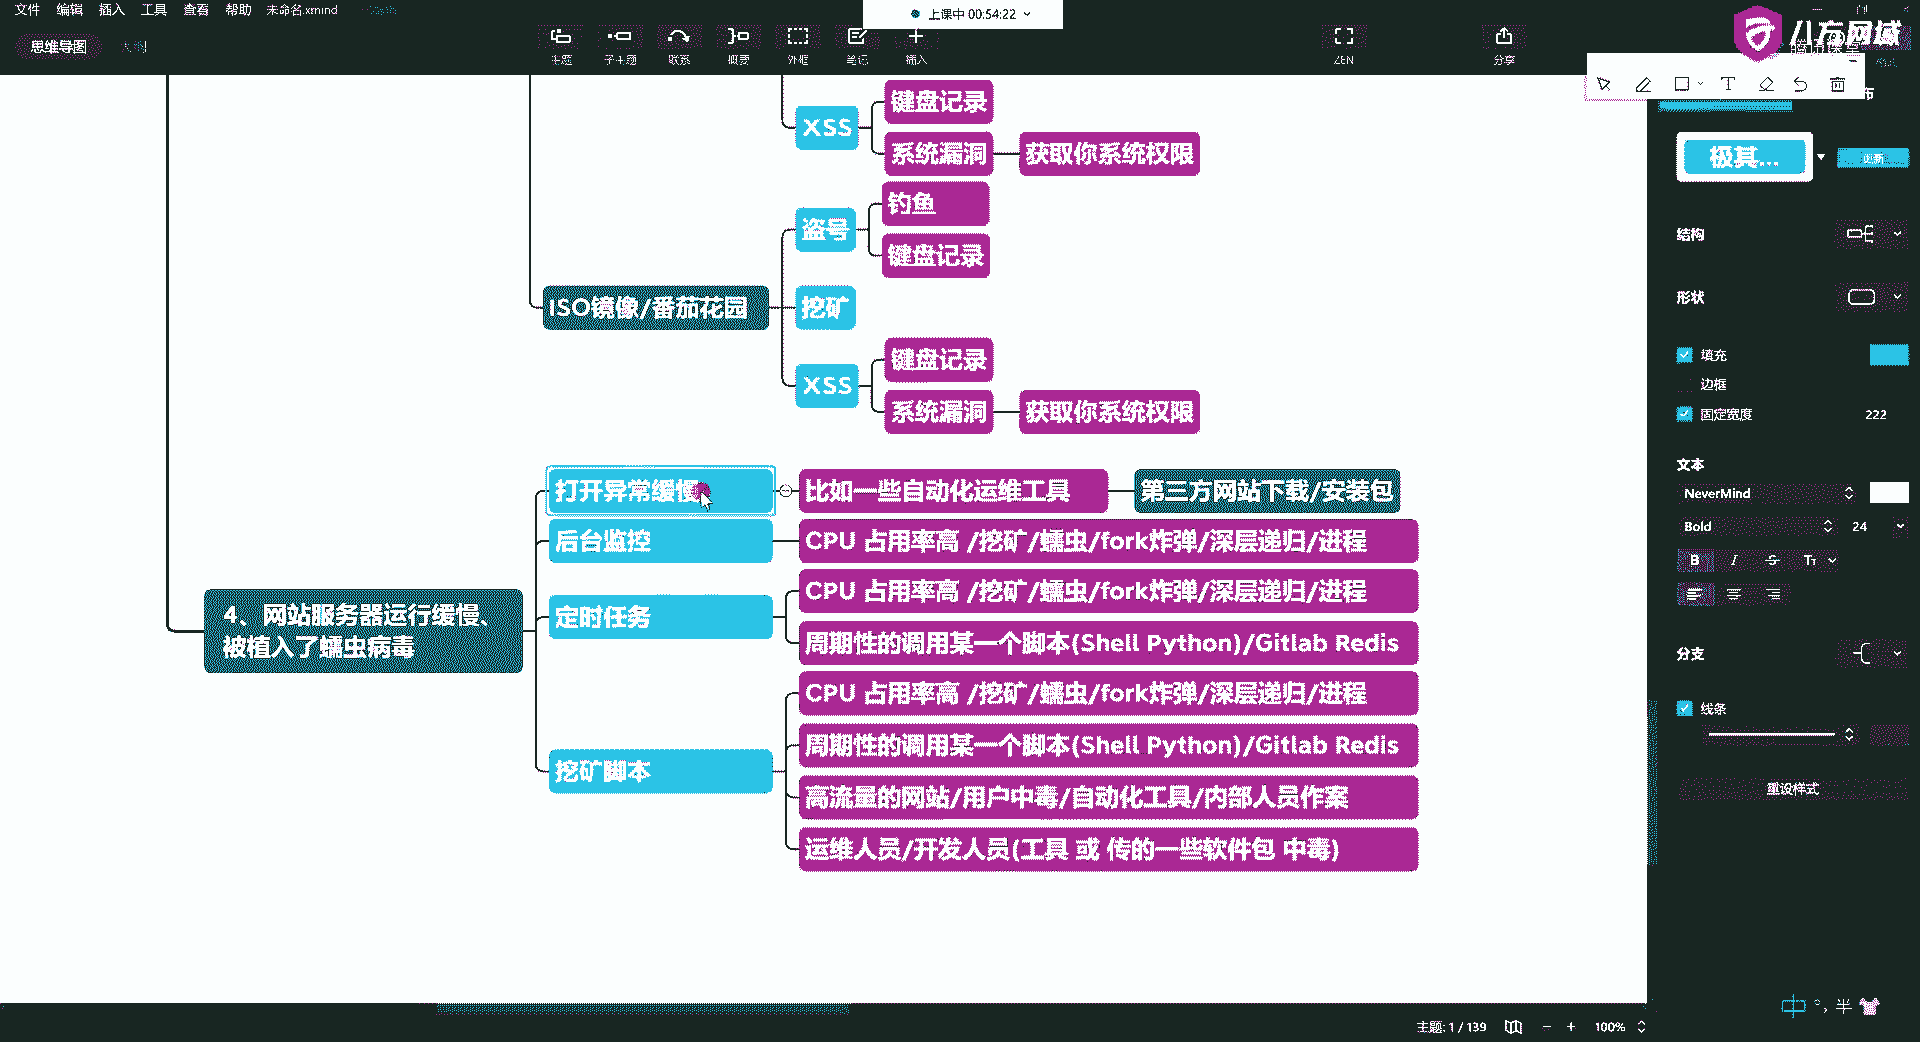 文件 编辑 插入 工具 查看 帮助 未命名.xmind
上课中 00:54:22
八方网域
腾讯课堂
思维导图
主题 子主题 联系 概要 外框 笔记 插入 ZEN 分享
XSS
键盘记录
系统漏洞
获取你系统权限
盗号
钓鱼
键盘记录
ISO镜像/番茄花园
挖矿
XSS
键盘记录
系统漏洞
获取你系统权限
4、网站服务器运行缓慢、
被植入了蠕虫病毒
打开异常缓慢
比如一些自动化运维工具
第三方网站下载/安装包
后台监控
CPU 占用率高 /挖矿/蠕虫/fork炸弹/深层递归/进程
定时任务
CPU 占用率高 /挖矿/蠕虫/fork炸弹/深层递归/进程
周期性的调用某一个脚本(Shell Python)/Gitlab Redis
挖矿脚本
CPU 占用率高 /挖矿/蠕虫/fork炸弹/深层递归/进程
周期性的调用某一个脚本(Shell Python)/Gitlab Redis
高流量的网站/用户中毒/自动化工具/内部人员作案
运维人员/开发人员(工具 或 传的一些软件包 中毒)
布
极其...
更新
结构
形状
填充
边框
固定宽度 222
文本
NeverMind
Bold 24
B I S Tт
分支
线条
重设样式
中 °, 半
主题: 1 / 139 100%